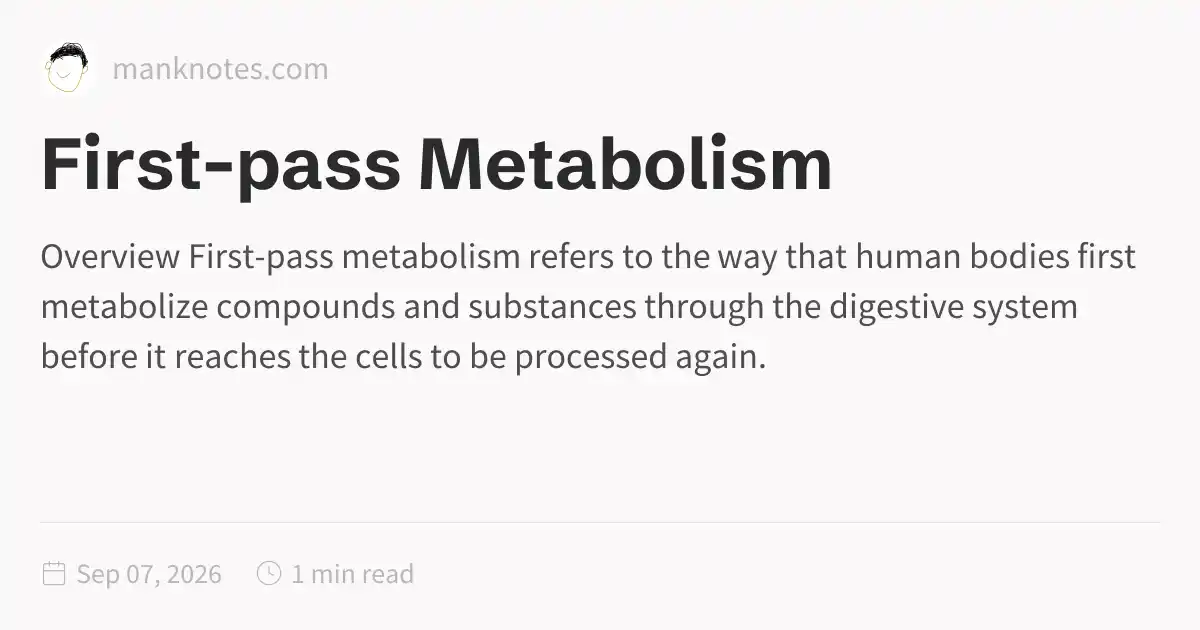 manknotes.com
First-pass Metabolism
Overview First-pass metabolism refers to the way that human bodies first
metabolize compounds and substances through the digestive system
before it reaches the cells to be processed again.
Sep 07, 2026 1 min read